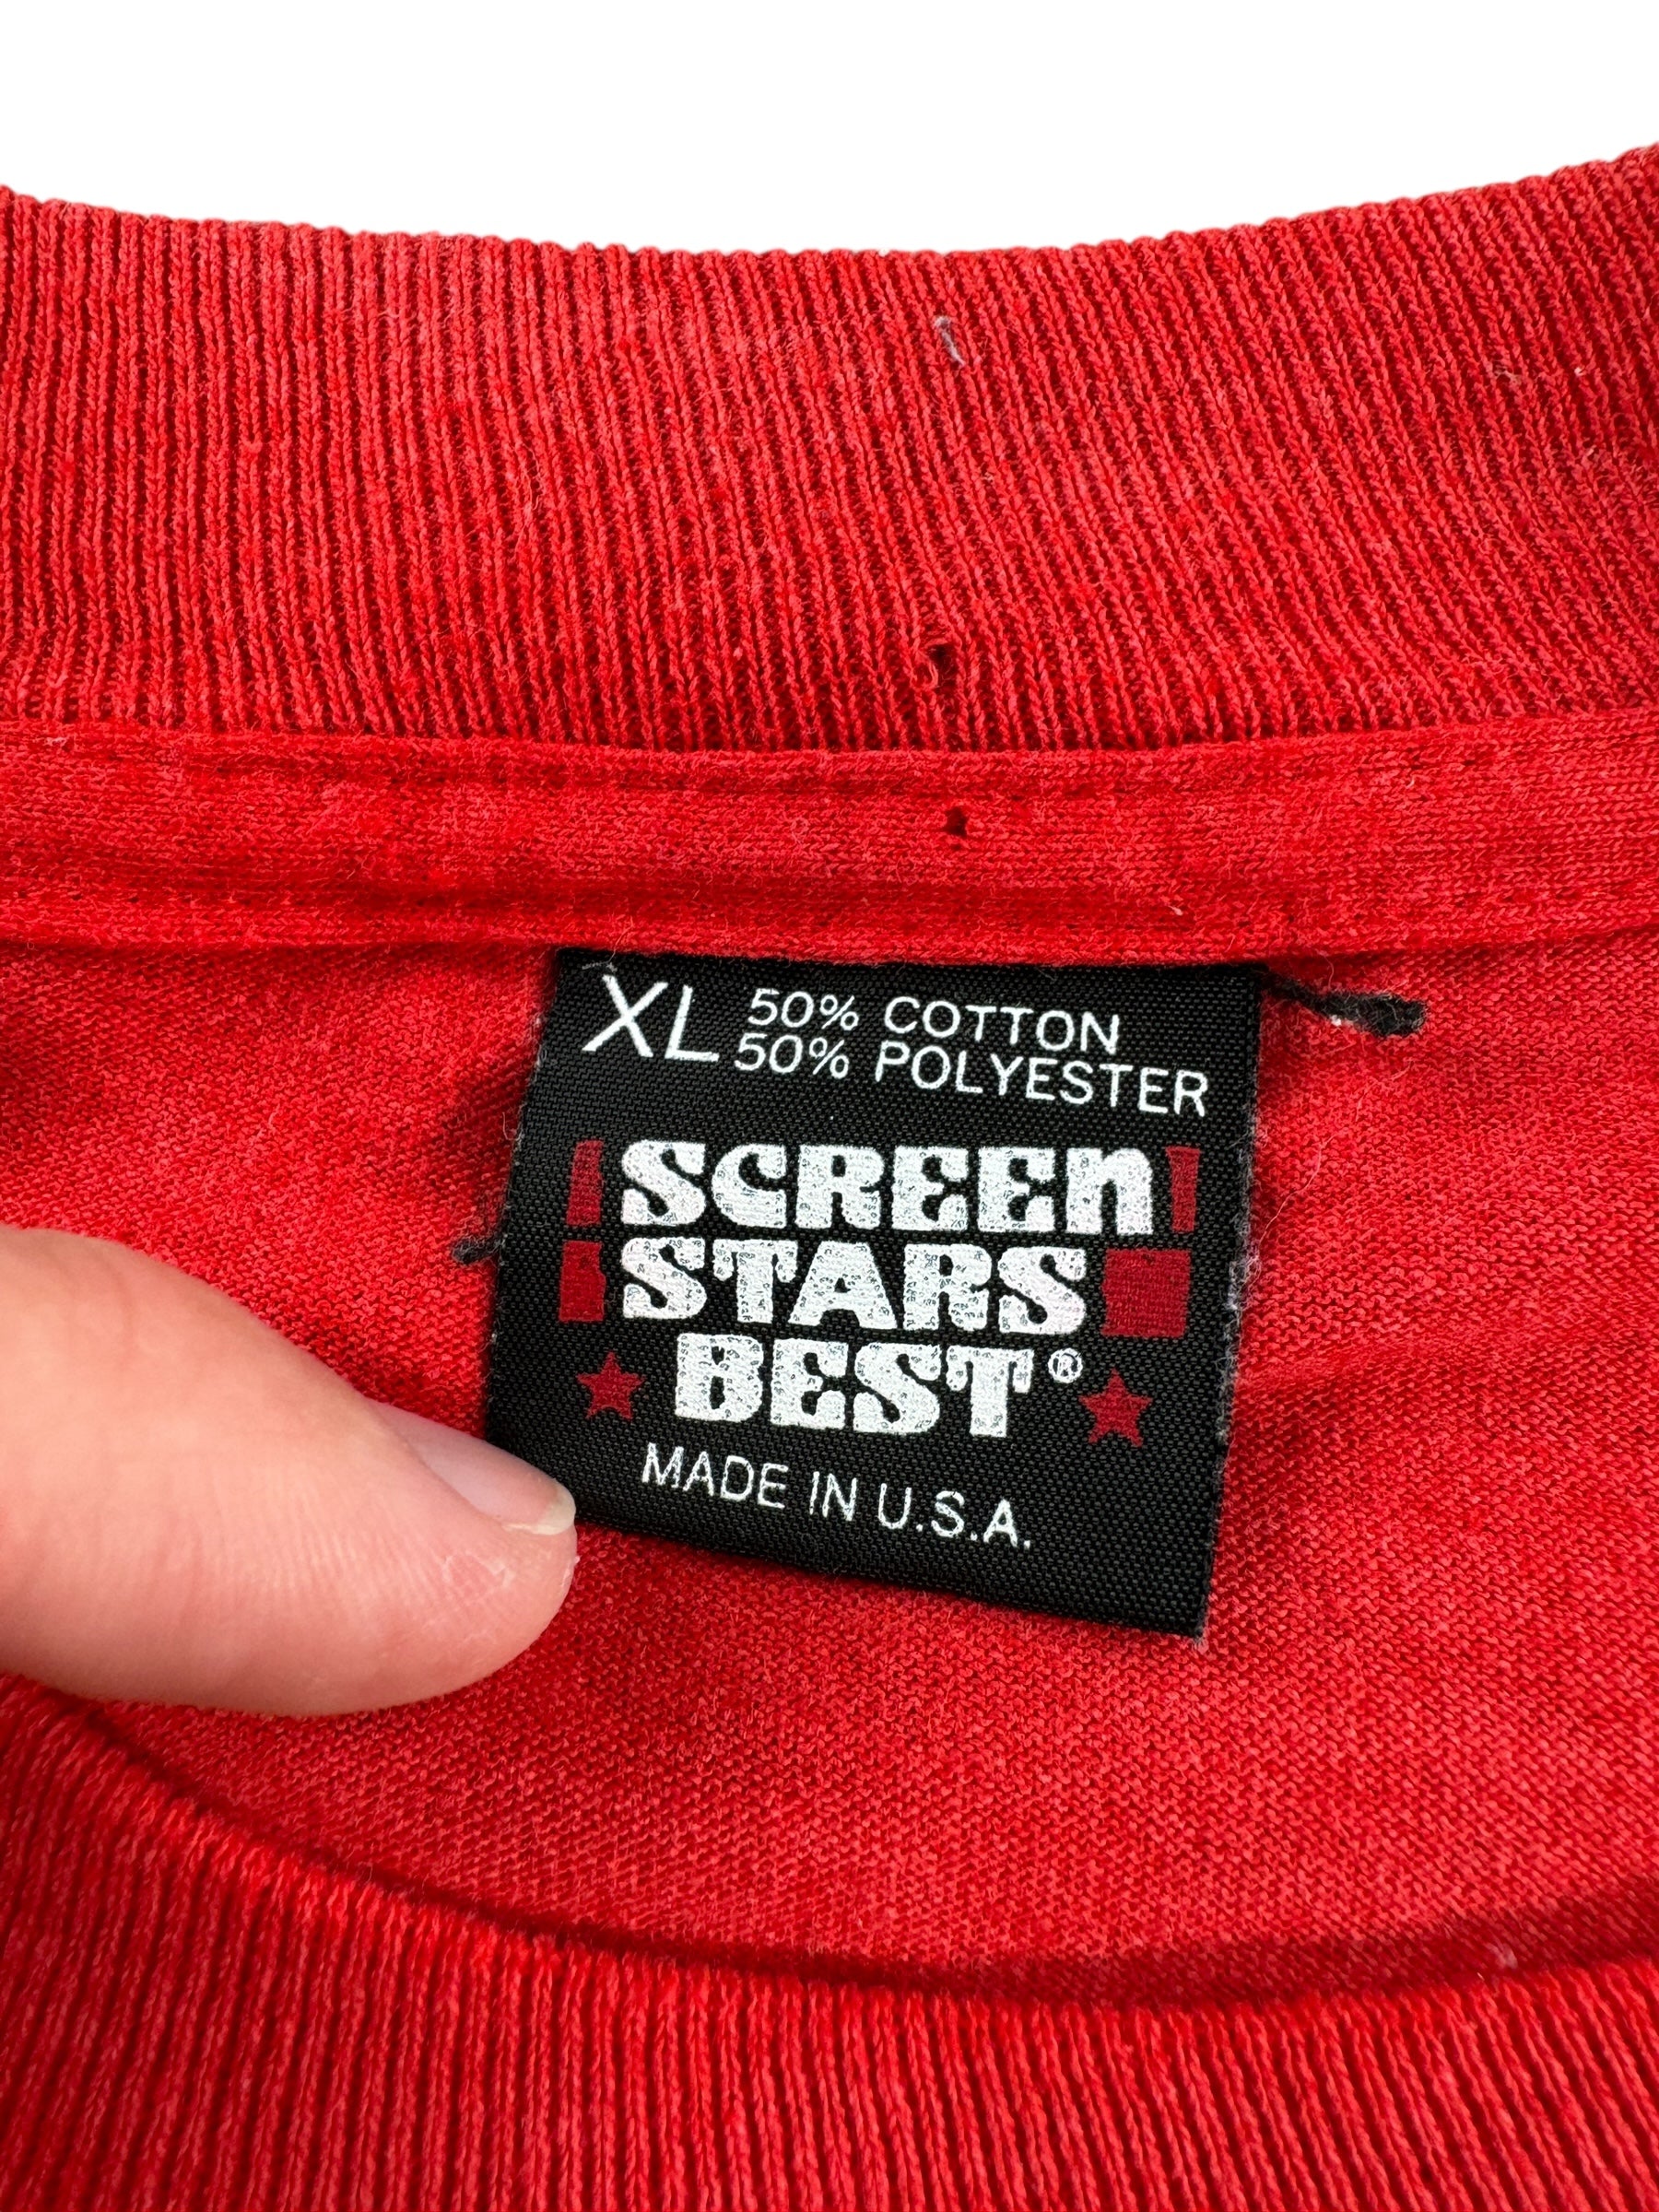 XL 50% COTTON
50% POLYESTER
SCREEN
STARS
BEST®
MADE IN U.S.A.